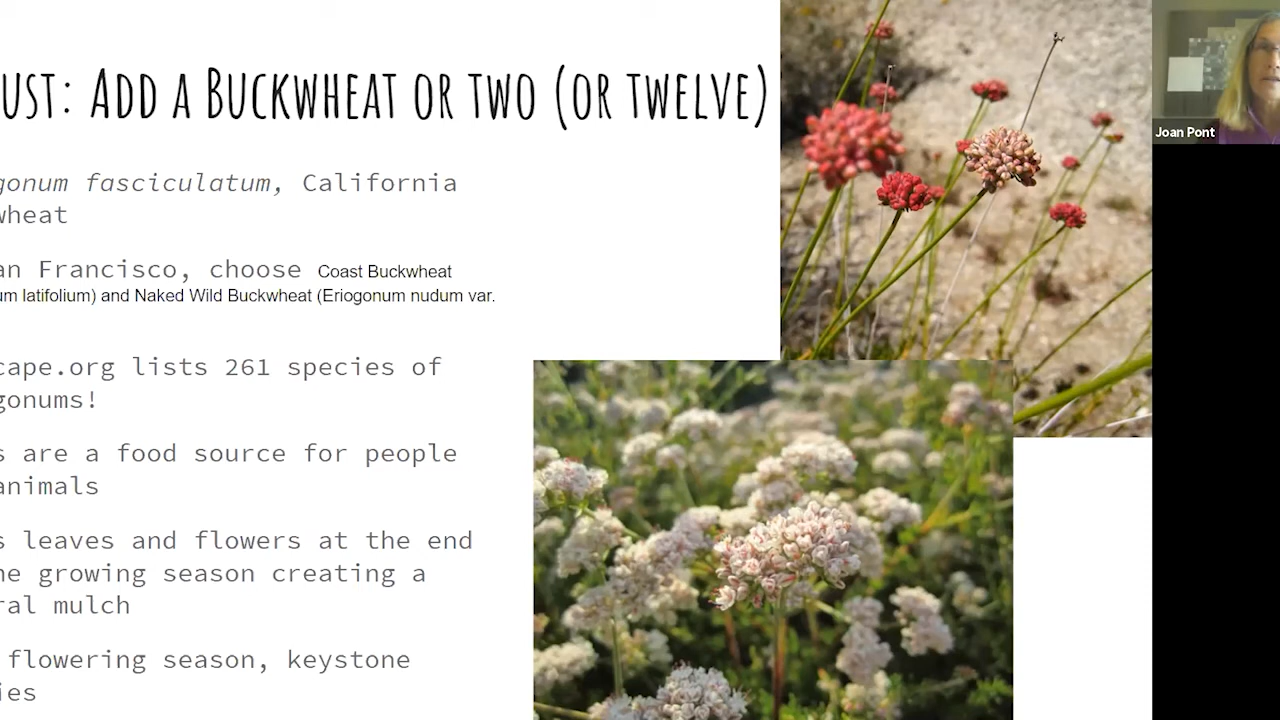 UST: ADD A BUCKWHEAT OR TWO (OR TWELVE)
Joan Pont
gonum fasciculatum, California
wheat
an Francisco, choose Coast Buckwheat
um latifolium) and Naked Wild Buckwheat (Eriogonum nudum var.
cape.org lists 261 species of
gonums!
s are a food source for people
animals
s leaves and flowers at the end
he growing season creating a
ral mulch
flowering season, keystone
ies